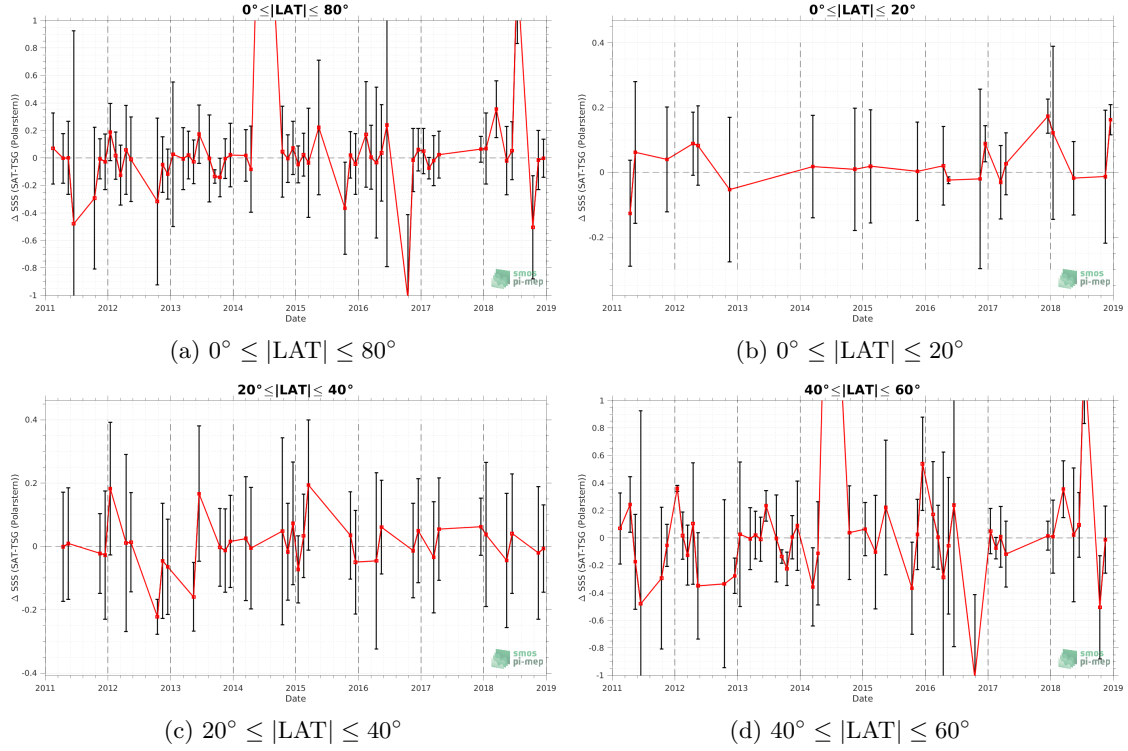 0°≤|LAT|≤ 80°
Δ SSS (SAT-TSG (Polarstern))
1
0.8
0.6
0.4
0.2
0
-0.2
-0.4
-0.6
-0.8
-1
2011 2012 2013 2014 2015 2016 2017 2018 2019
Date
smos
pi-mep
(a) 0° ≤ |LAT| ≤ 80°
0°≤|LAT|≤ 20°
Δ SSS (SAT-TSG (Polarstern))
0.4
0.2
0
-0.2
2011 2012 2013 2014 2015 2016 2017 2018 2019
Date
smos
pi-mep
(b) 0° ≤ |LAT| ≤ 20°
20°≤|LAT|≤ 40°
Δ SSS (SAT-TSG (Polarstern))
0.4
0.2
0
-0.2
-0.4
2011 2012 2013 2014 2015 2016 2017 2018 2019
Date
smos
pi-mep
(c) 20° ≤ |LAT| ≤ 40°
40°≤|LAT|≤ 60°
Δ SSS (SAT-TSG (Polarstern))
1
0.8
0.6
0.4
0.2
0
-0.2
-0.4
-0.6
-0.8
-1
2011 2012 2013 2014 2015 2016 2017 2018 2019
Date
smos
pi-mep
(d) 40° ≤ |LAT| ≤ 60°